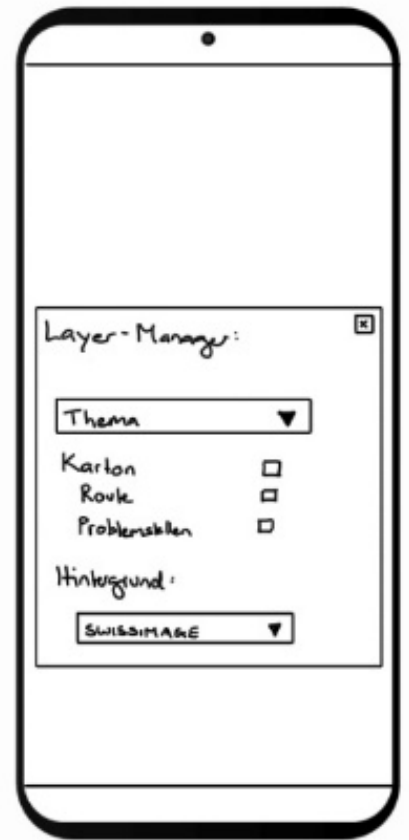 Layer-Manager:
Thema
Karton
Route
Problemstellen
Hintergrund:
SWISSIMAGE